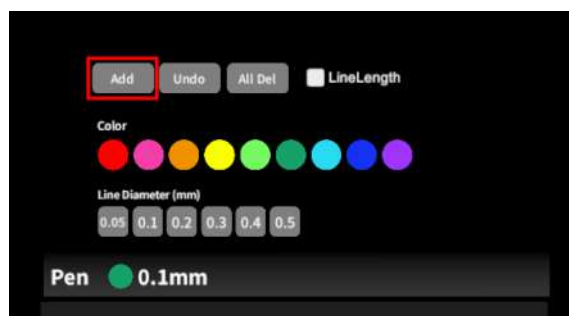 Add Undo All Del LineLength
Color
Line Diameter (mm)
0.05 0.1 0.2 0.3 0.4 0.5
Pen 0.1mm